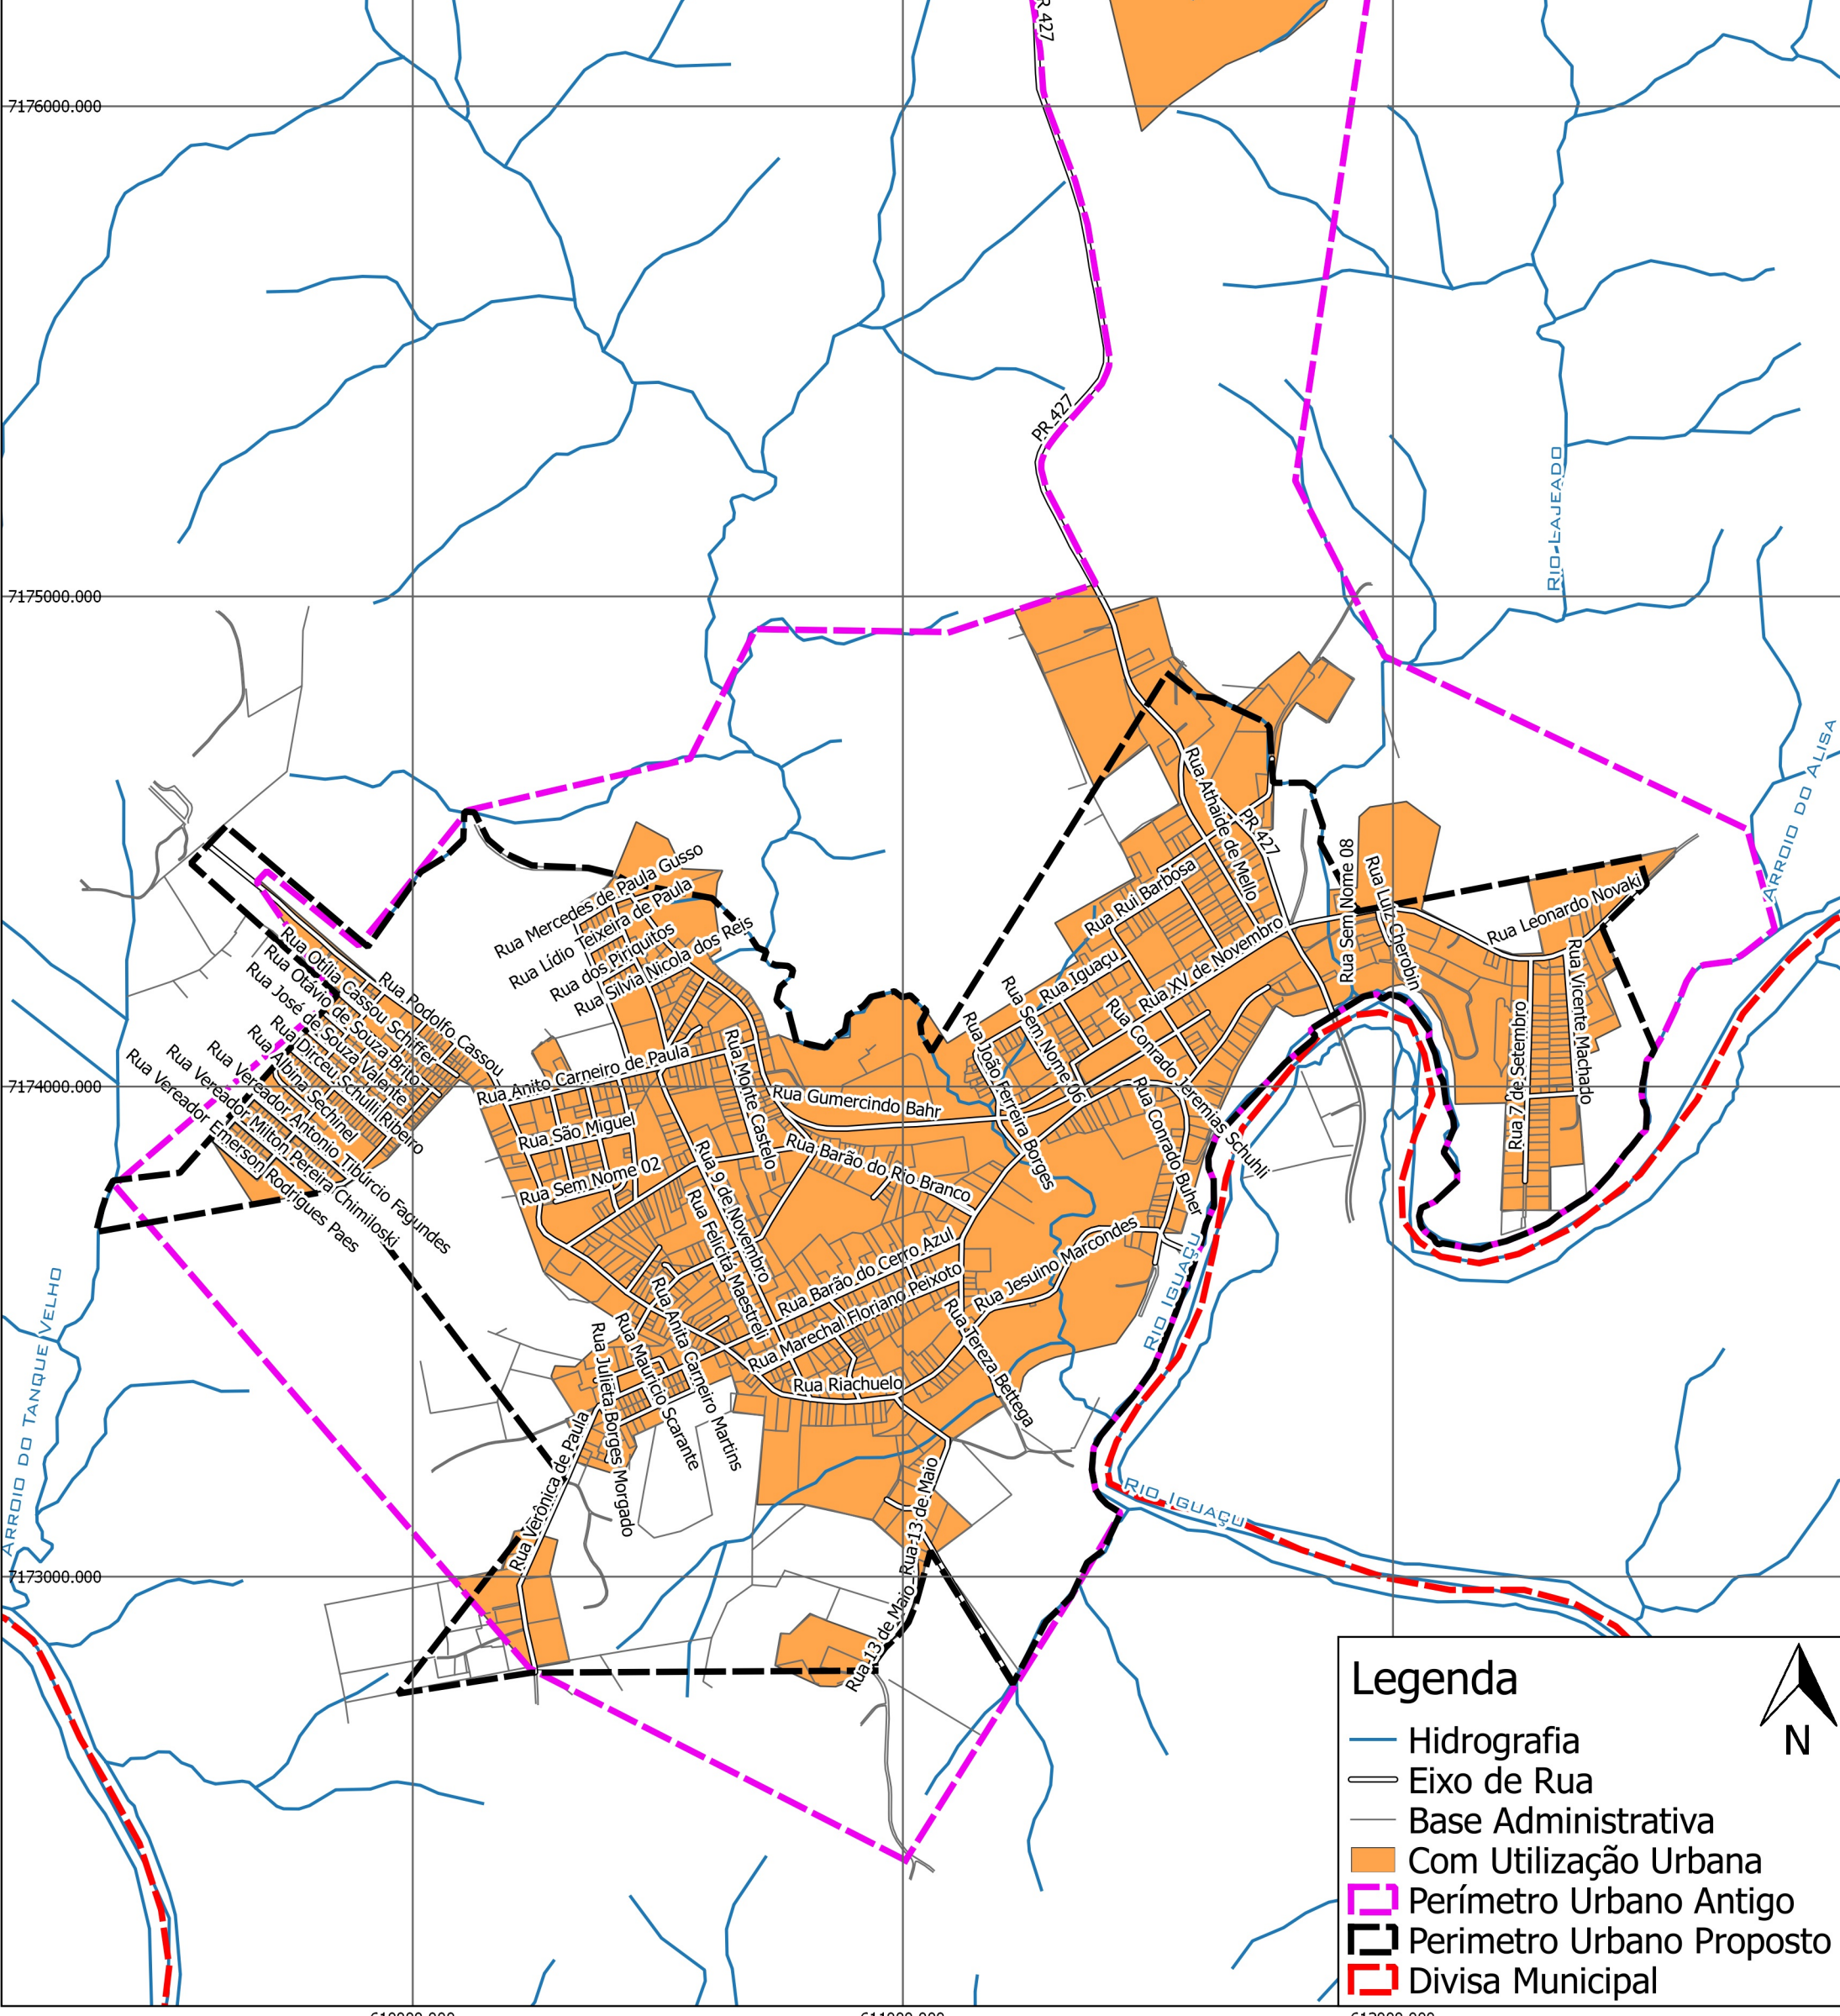 PR 427
7176000.000
PR 427
RIO LAJEADO
7175000.000
ARROIO DO ALISA
Rua Athaide de Mello
PR 427
Rua Sem Nome 08
Rua Luiz Cherobin
Rua Mercedes de Paula Gusso
Rua Lídio Teixeira de Paula
Rua dos Piriquitos
Rua Silvia Nicola dos Reis
Rua Rui Barbosa
Rua Leonardo Novaki
Rua Otília Cassou Schiffer
Rua Otávio de Souza Brito
Rua José de Souza Valente
Rua Rodolfo Cassou
Rua Iguaçu
Rua XV de Novembro
Rua Vicente Machado
Rua Dirceu Schulli Ribeiro
Rua Albina Sechinel
Rua Vereador Antonio Tiburcio Fagundes
Rua Vereador Milton Pereira Chimiloski
Rua Vereador Emerson Rodrigues Paes
Rua Sem Nome 06
Rua Conrado Jeremias Schuhli
Rua João Ferreira Borges
Rua 7 de Setembro
7174000.000
Rua Anito Carneiro de Paula
Rua Monte Castelo
Rua Gumercindo Bahr
Rua Conrado Buher
Rua São Miguel
Rua Barão do Rio Branco
Rua Sem Nome 02
Rua 9 de Novembro
Rua Felicita Maestreli
Rua Barão do Cerro Azul
Rua Marechal Floriano Peixoto
Rua Jesuino Marcondes
RIO IGUAÇU
ARROIO DO TANQUE VELHO
Rua Anita Carneiro Martins
Rua Mauricio Scarante
Rua Julieta Borges Morgado
Rua Tereza Bettega
Rua Riachuelo
Rua Verônica de Paula
Rua 13 de Maio
RIO IGUAÇU
7173000.000
Rua 13 de Maio
Legenda
N
Hidrografia
Eixo de Rua
Base Administrativa
Com Utilização Urbana
Perímetro Urbano Antigo
Perimetro Urbano Proposto
Divisa Municipal